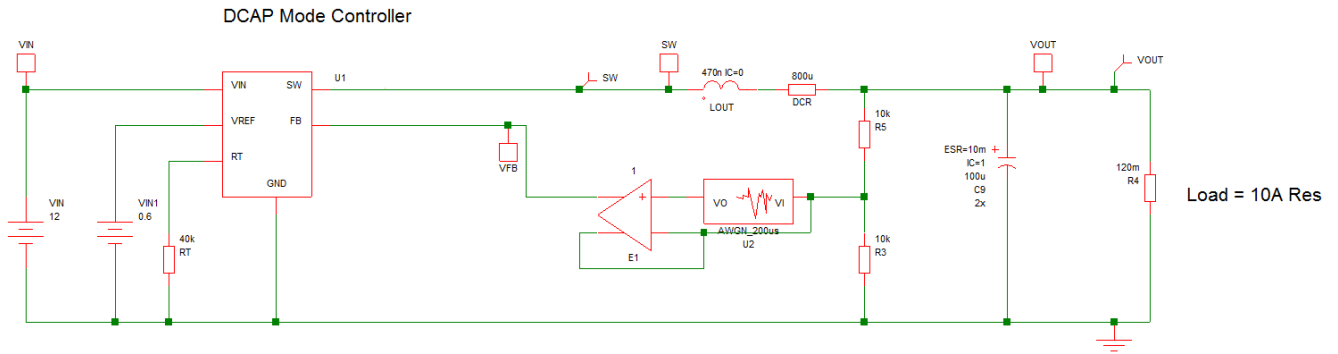 DCAP Mode Controller
VIN
SW
VOUT
U1
VIN
SW
SW
470n IC=0
LOUT
800u
DCR
VOUT
VREF
FB
RT
GND
VFB
10k
R5
ESR=10m
IC=1
100u
C9
2x
120m
R4
Load = 10A Res
VIN
12
VIN1
0.6
40k
RT
1
E1
VO
VI
AWGN_200us
U2
10k
R3